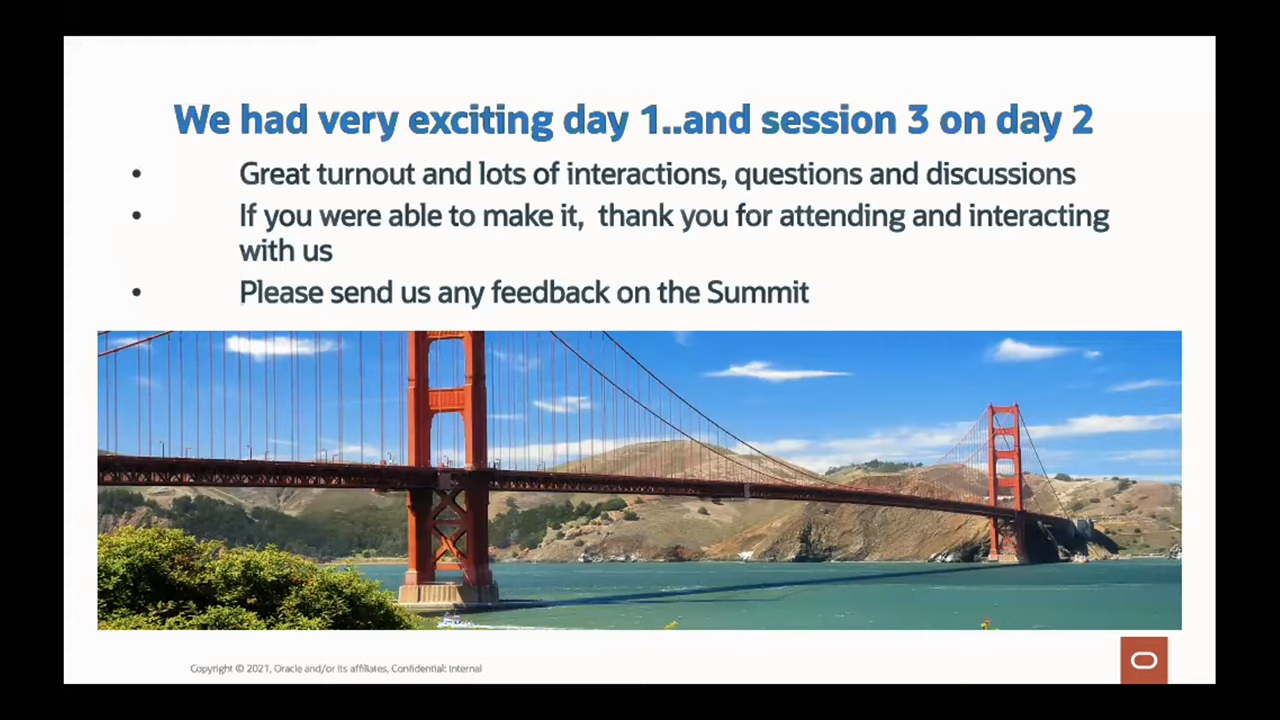 We had very exciting day 1..and session 3 on day 2
• Great turnout and lots of interactions, questions and discussions
• If you were able to make it,  thank you for attending and interacting
with us
• Please send us any feedback on the Summit
Copyright © 2021, Oracle and/or its affiliates, Confidential: Internal